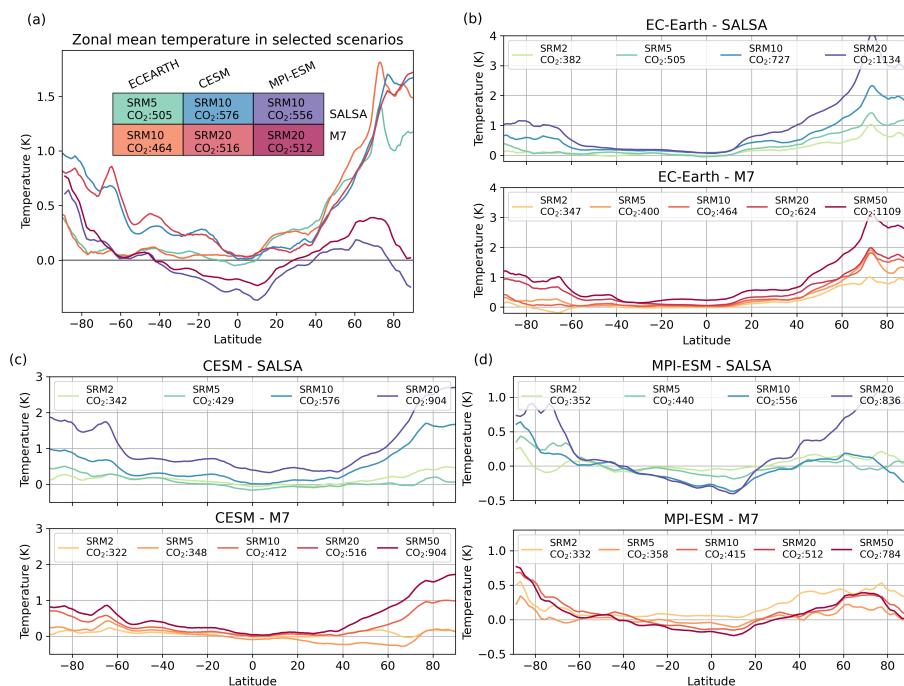 (a)
Zonal mean temperature in selected scenarios
ECEARTH
CESM
MPI-ESM
SRM5
CO₂:505
SRM10
CO₂:576
SRM10
CO₂:556
SALSA
SRM10
CO₂:464
SRM20
CO₂:516
SRM20
CO₂:512
M7
Temperature (K)
1.5
1.0
0.5
0.0
−80 −60 −40 −20 0 20 40 60 80
Latitude
(b)
EC-Earth - SALSA
SRM2
CO₂:382
SRM5
CO₂:505
SRM10
CO₂:727
SRM20
CO₂:1134
Temperature (K)
4
3
2
1
0
EC-Earth - M7
SRM2
CO₂:347
SRM5
CO₂:400
SRM10
CO₂:464
SRM20
CO₂:624
SRM50
CO₂:1109
Temperature (K)
4
3
2
1
0
−80 −60 −40 −20 0 20 40 60 80
Latitude
(c)
CESM - SALSA
SRM2
CO₂:342
SRM5
CO₂:429
SRM10
CO₂:576
SRM20
CO₂:904
Temperature (K)
3
2
1
0
CESM - M7
SRM2
CO₂:322
SRM5
CO₂:348
SRM10
CO₂:412
SRM20
CO₂:516
SRM50
CO₂:904
Temperature (K)
3
2
1
0
−80 −60 −40 −20 0 20 40 60 80
Latitude
(d)
MPI-ESM - SALSA
SRM2
CO₂:352
SRM5
CO₂:440
SRM10
CO₂:556
SRM20
CO₂:836
Temperature (K)
1.0
0.5
0.0
−0.5
MPI-ESM - M7
SRM2
CO₂:332
SRM5
CO₂:358
SRM10
CO₂:415
SRM20
CO₂:512
SRM50
CO₂:784
Temperature (K)
1.0
0.5
0.0
−0.5
−80 −60 −40 −20 0 20 40 60 80
Latitude